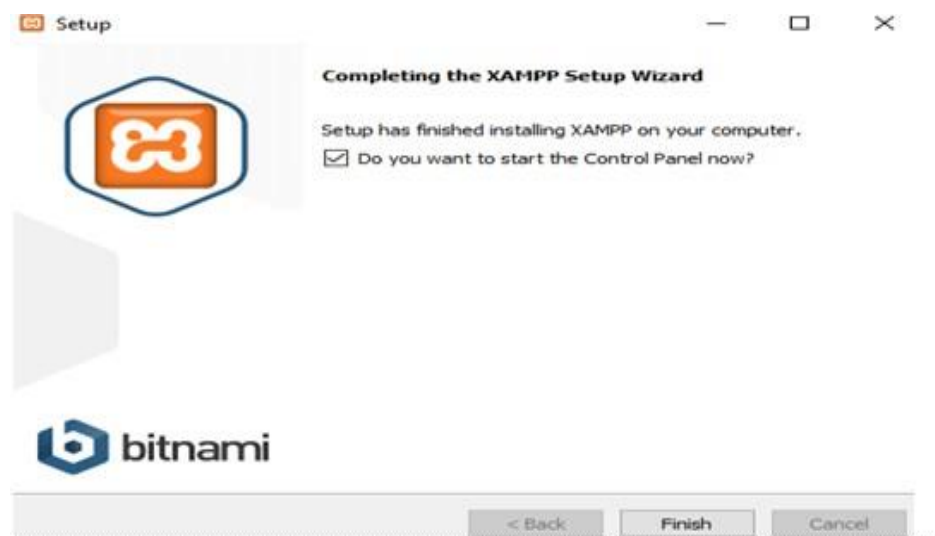 Setup
Completing the XAMPP Setup Wizard
Setup has finished installing XAMPP on your computer.
Do you want to start the Control Panel now?
bitnami
< Back
Finish
Cancel